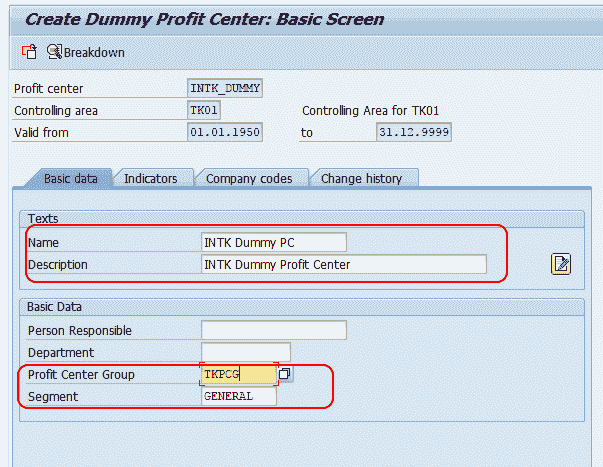 Create Dummy Profit Center: Basic Screen
Breakdown
Profit center INTK_DUMMY
Controlling area TK01 Controlling Area for TK01
Valid from 01.01.1950 to 31.12.9999
Basic data Indicators Company codes Change history
Texts
Name INTK Dummy PC
Description INTK Dummy Profit Center
Basic Data
Person Responsible
Department
Profit Center Group TKPCG
Segment GENERAL